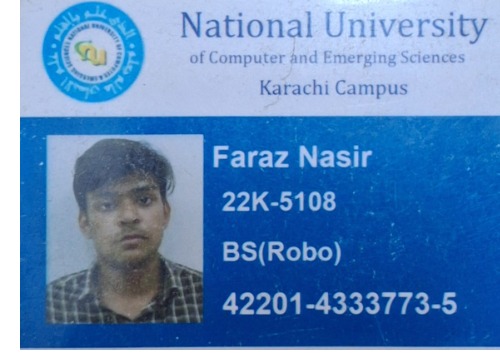 National University
of Computer and Emerging Sciences
Karachi Campus
Faraz Nasir
22K-5108
BS(Robo)
42201-4333773-5